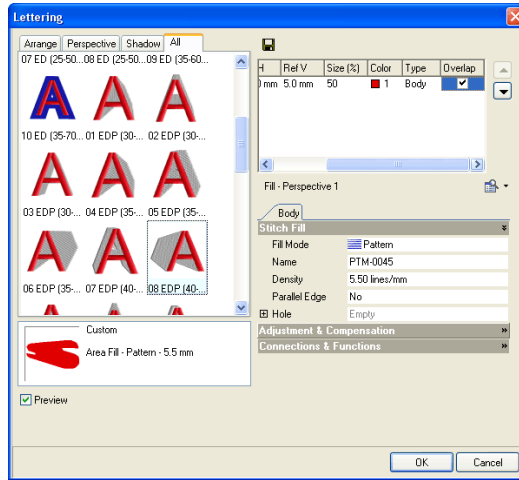 Lettering
Arrange Perspective Shadow All
07 ED (25-50... 08 ED (25-50... 09 ED (35-60...
10 ED (35-70... 01 EDP (30-... 02 EDP (30-...
03 EDP (30-... 04 EDP (35-... 05 EDP (35-...
06 EDP (35-... 07 EDP (40-... 08 EDP (40-...
Custom
Area Fill - Pattern - 5.5 mm
Preview
Ref V Size (%) Color Type Overlap
mm 5.0 mm 50 1 Body
Fill - Perspective 1
Body
Stitch Fill
Fill Mode Pattern
Name PTM-0045
Density 5.50 lines/mm
Parallel Edge No
Hole Empty
Adjustment & Compensation
Connections & Functions
OK Cancel